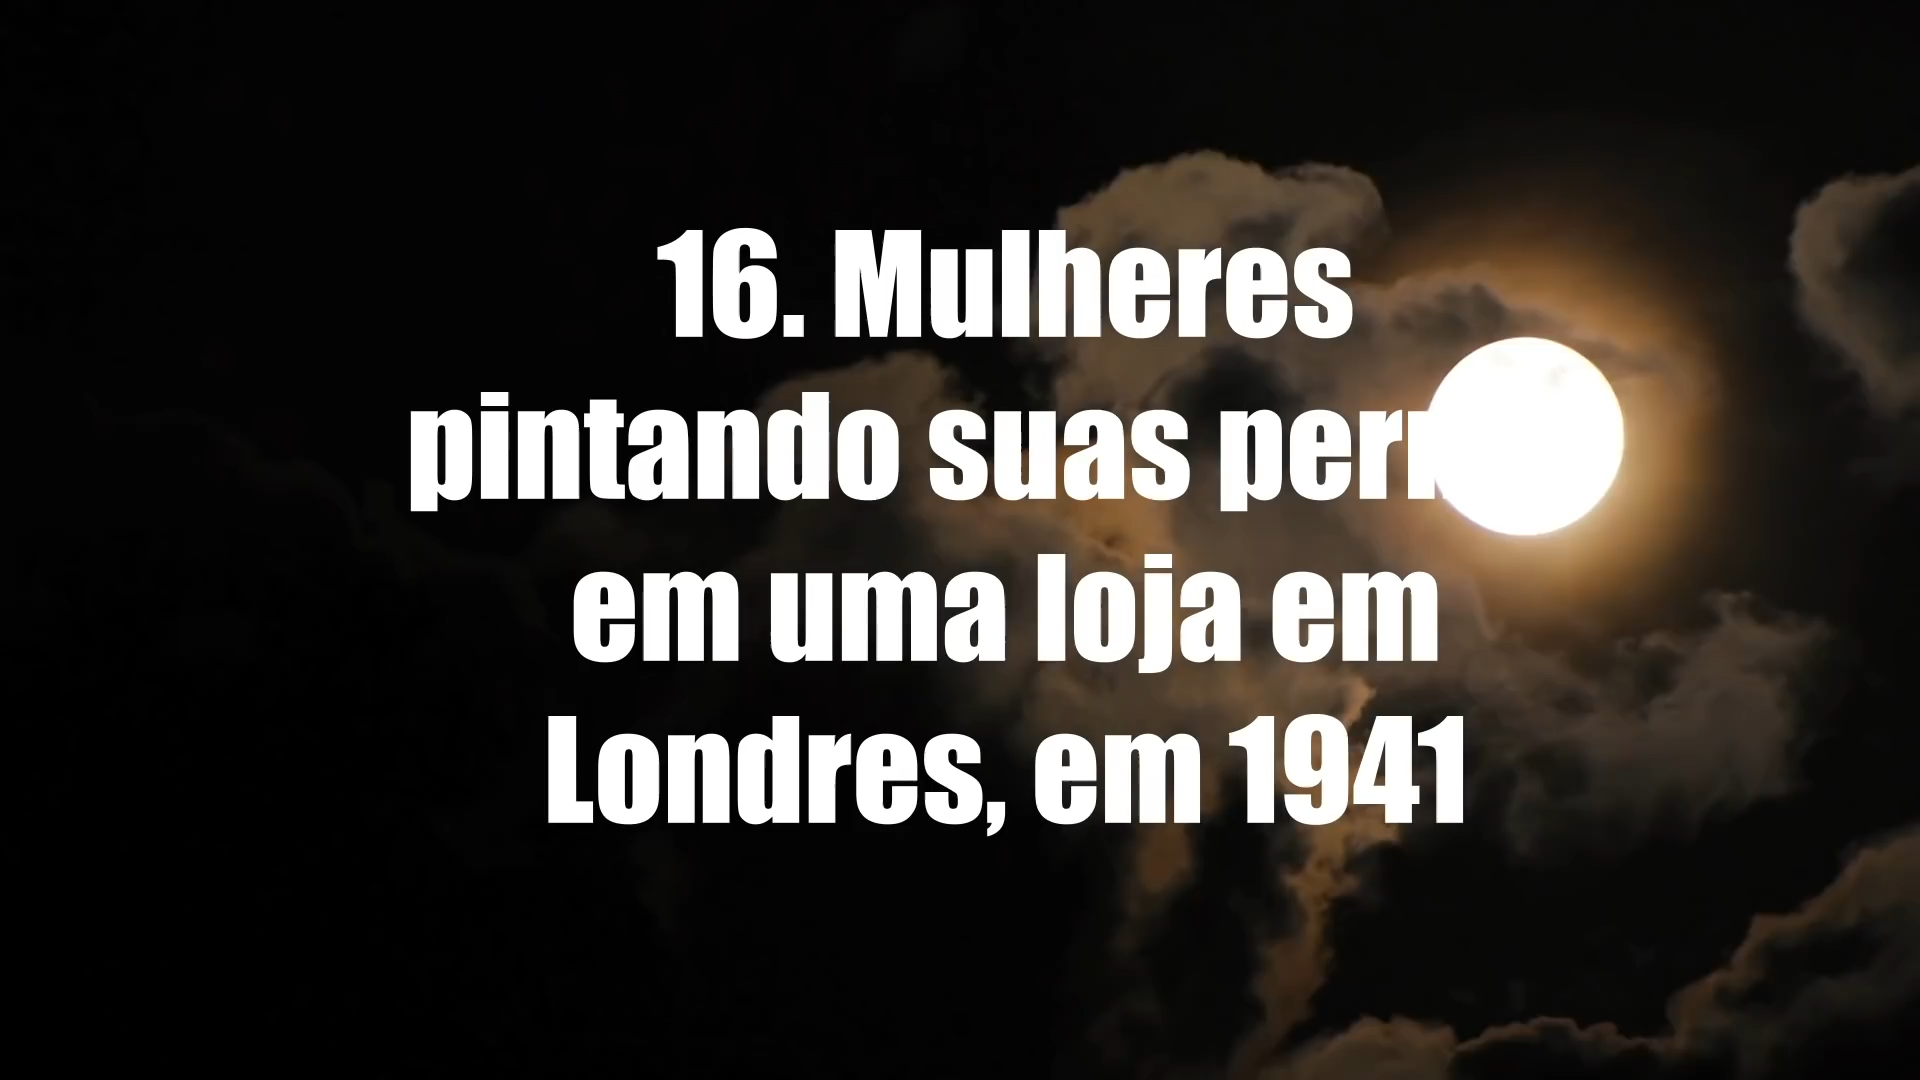 16. Mulheres
pintando suas
em uma loja em
Londres, em 1941